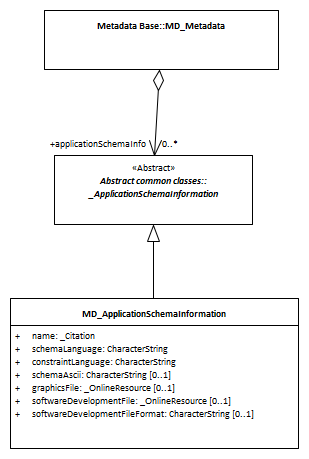 Metadata Base::MD_Metadata
+applicationSchemaInfo 0..*
«Abstract»
Abstract common classes::
_ApplicationSchemaInformation
MD_ApplicationSchemaInformation
+ name: _Citation
+ schemaLanguage: CharacterString
+ constraintLanguage: CharacterString
+ schemaAscii: CharacterString [0..1]
+ graphicsFile: _OnlineResource [0..1]
+ softwareDevelopmentFile: _OnlineResource [0..1]
+ softwareDevelopmentFileFormat: CharacterString [0..1]